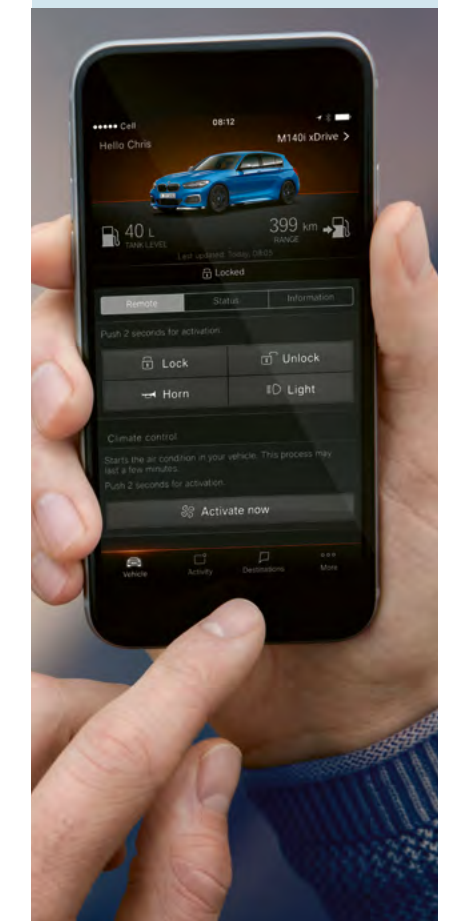 Cell 08:12
Hello Chris M140i xDrive >
40 L 399 km
TANK LEVEL RANGE
Last updated: Today, 08:05
Locked
Remote Status Information
Push 2 seconds for activation.
Lock Unlock
Horn Light
Climate control
Starts the air condition in your vehicle. This process may
last a few minutes.
Push 2 seconds for activation.
Activate now
Vehicle Activity Destinations More